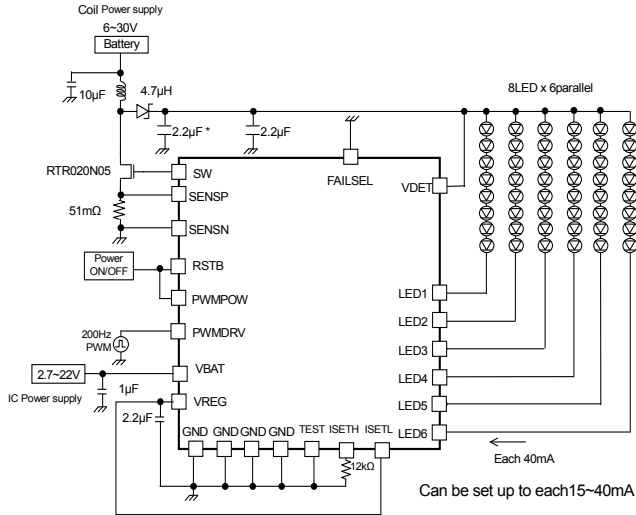 Coil Power supply
6~30V
Battery
10µF
4.7µH
2.2µF *
2.2µF
8LED x 6parallel
RTR020N05
SW
FAILSEL
VDET
SENSP
51mΩ
SENSN
Power
ON/OFF
RSTB
PWMPOW
LED1
200Hz
PWM
PWMDRV
LED2
LED3
2.7~22V
VBAT
LED4
IC Power supply
1µF
VREG
LED5
2.2µF
GND GND GND GND TEST ISETH ISETL
LED6
12kΩ
Each 40mA
Can be set up to each15~40mA